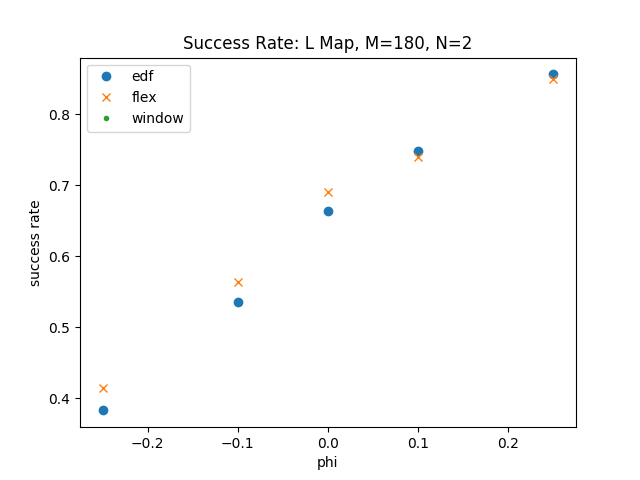 Success Rate: L Map, M=180, N=2
edf
flex
window
0.8
0.7
0.6
0.5
0.4
success rate
−0.2
−0.1
0.0
0.1
0.2
phi